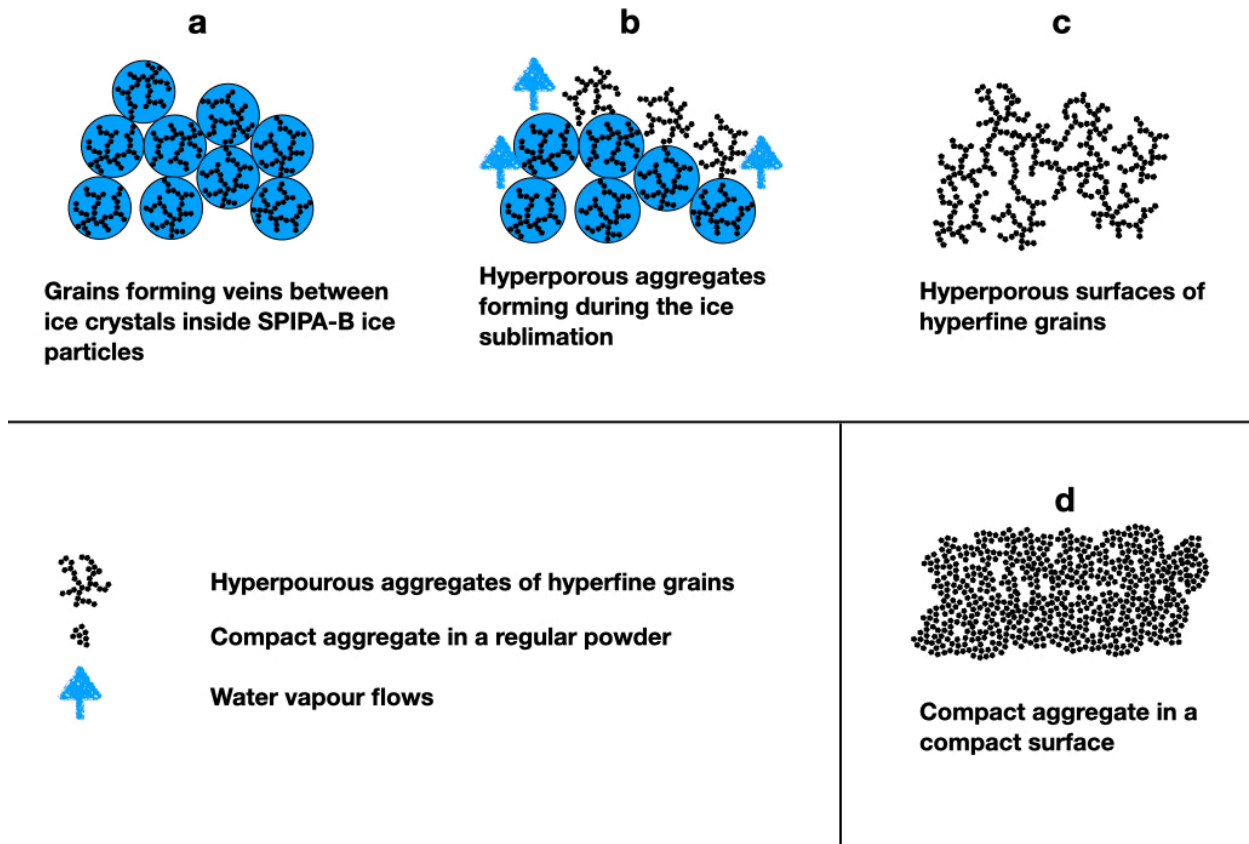 a
Grains forming veins between
ice crystals inside SPIPA-B ice
particles
b
Hyperporous aggregates
forming during the ice
sublimation
c
Hyperporous surfaces of
hyperfine grains
Hyperpourous aggregates of hyperfine grains
Compact aggregate in a regular powder
Water vapour flows
d
Compact aggregate in a
compact surface